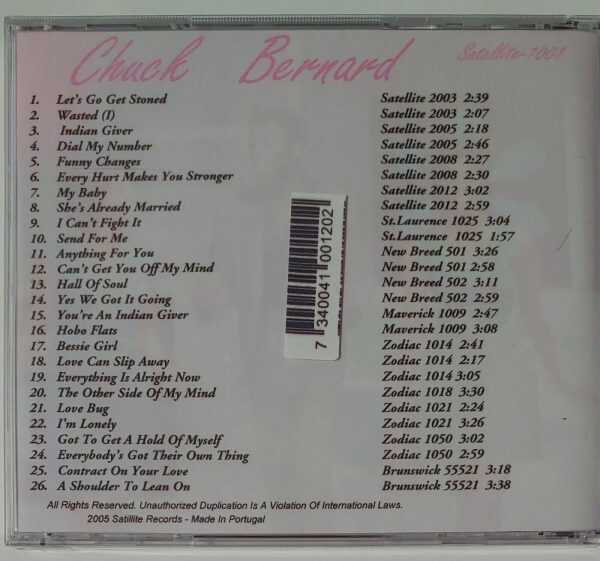 Chuck Bernard Satellite-1001
1. Let's Go Get Stoned Satellite 2003 2:39
2. Wasted (I) Satellite 2003 2:07
3. Indian Giver Satellite 2005 2:18
4. Dial My Number Satellite 2005 2:46
5. Funny Changes Satellite 2008 2:27
6. Every Hurt Makes You Stronger Satellite 2008 2:30
7. My Baby Satellite 2012 3:02
8. She's Already Married Satellite 2012 2:59
9. I Can't Fight It St.Laurence 1025 3:04
10. Send For Me St.Laurence 1025 1:57
11. Anything For You New Breed 501 3:26
12. Can't Get You Off My Mind New Breed 501 2:58
13. Hall Of Soul New Breed 502 3:11
14. Yes We Got It Going New Breed 502 2:59
15. You're An Indian Giver Maverick 1009 2:47
16. Hobo Flats Maverick 1009 3:08
17. Bessie Girl Zodiac 1014 2:41
18. Love Can Slip Away Zodiac 1014 2:17
19. Everything Is Alright Now Zodiac 1014 3:05
20. The Other Side Of My Mind Zodiac 1018 3:30
21. Love Bug Zodiac 1021 2:24
22. I'm Lonely Zodiac 1021 3:26
23. Got To Get A Hold Of Myself Zodiac 1050 3:02
24. Everybody's Got Their Own Thing Zodiac 1050 2:59
25. Contract On Your Love Brunswick 55521 3:18
26. A Shoulder To Lean On Brunswick 55521 3:38
7 340041 001202
All Rights Reserved. Unauthorized Duplication Is A Violation Of International Laws.
2005 Satillite Records - Made In Portugal